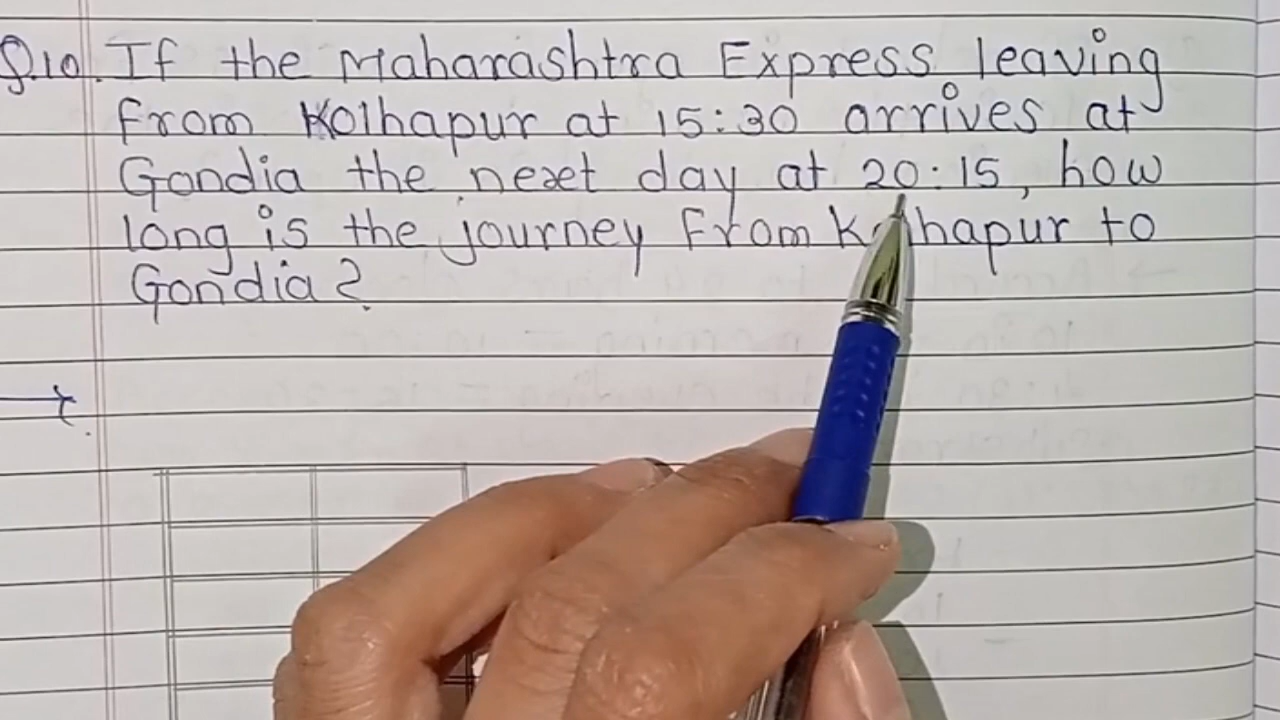 Q.10. If the Maharashtra Express leaving
from Kolhapur at 15:30 arrives at
Gondia the next day at 20:15, how
long is the journey from Kolhapur to
Gondia?